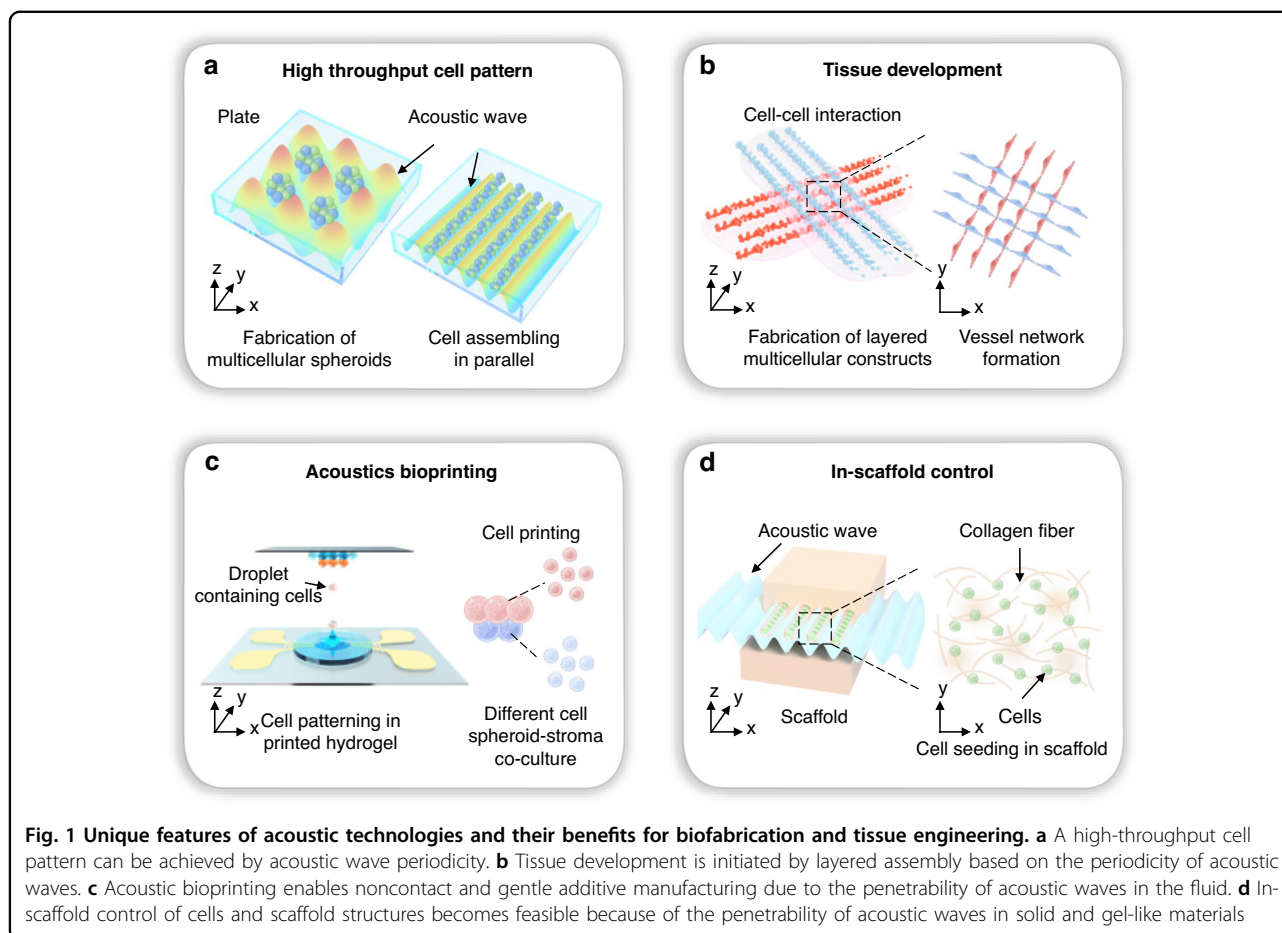 a
High throughput cell pattern
Plate
Acoustic wave
z
y
x
Fabrication of
multicellular spheroids
Cell assembling
in parallel
b
Tissue development
Cell-cell interaction
z
y
x
y
x
Fabrication of layered
multicellular constructs
Vessel network
formation
c
Acoustics bioprinting
Cell printing
Droplet
containing cells
z
y
x
Cell patterning in
printed hydrogel
Different cell
spheroid-stroma
co-culture
d
In-scaffold control
Acoustic wave
Collagen fiber
z
y
x
Scaffold
y
x
Cells
Cell seeding in scaffold
Fig. 1 Unique features of acoustic technologies and their benefits for biofabrication and tissue engineering. a A high-throughput cell
pattern can be achieved by acoustic wave periodicity. b Tissue development is initiated by layered assembly based on the periodicity of acoustic
waves. c Acoustic bioprinting enables noncontact and gentle additive manufacturing due to the penetrability of acoustic waves in the fluid. d In-
scaffold control of cells and scaffold structures becomes feasible because of the penetrability of acoustic waves in solid and gel-like materials